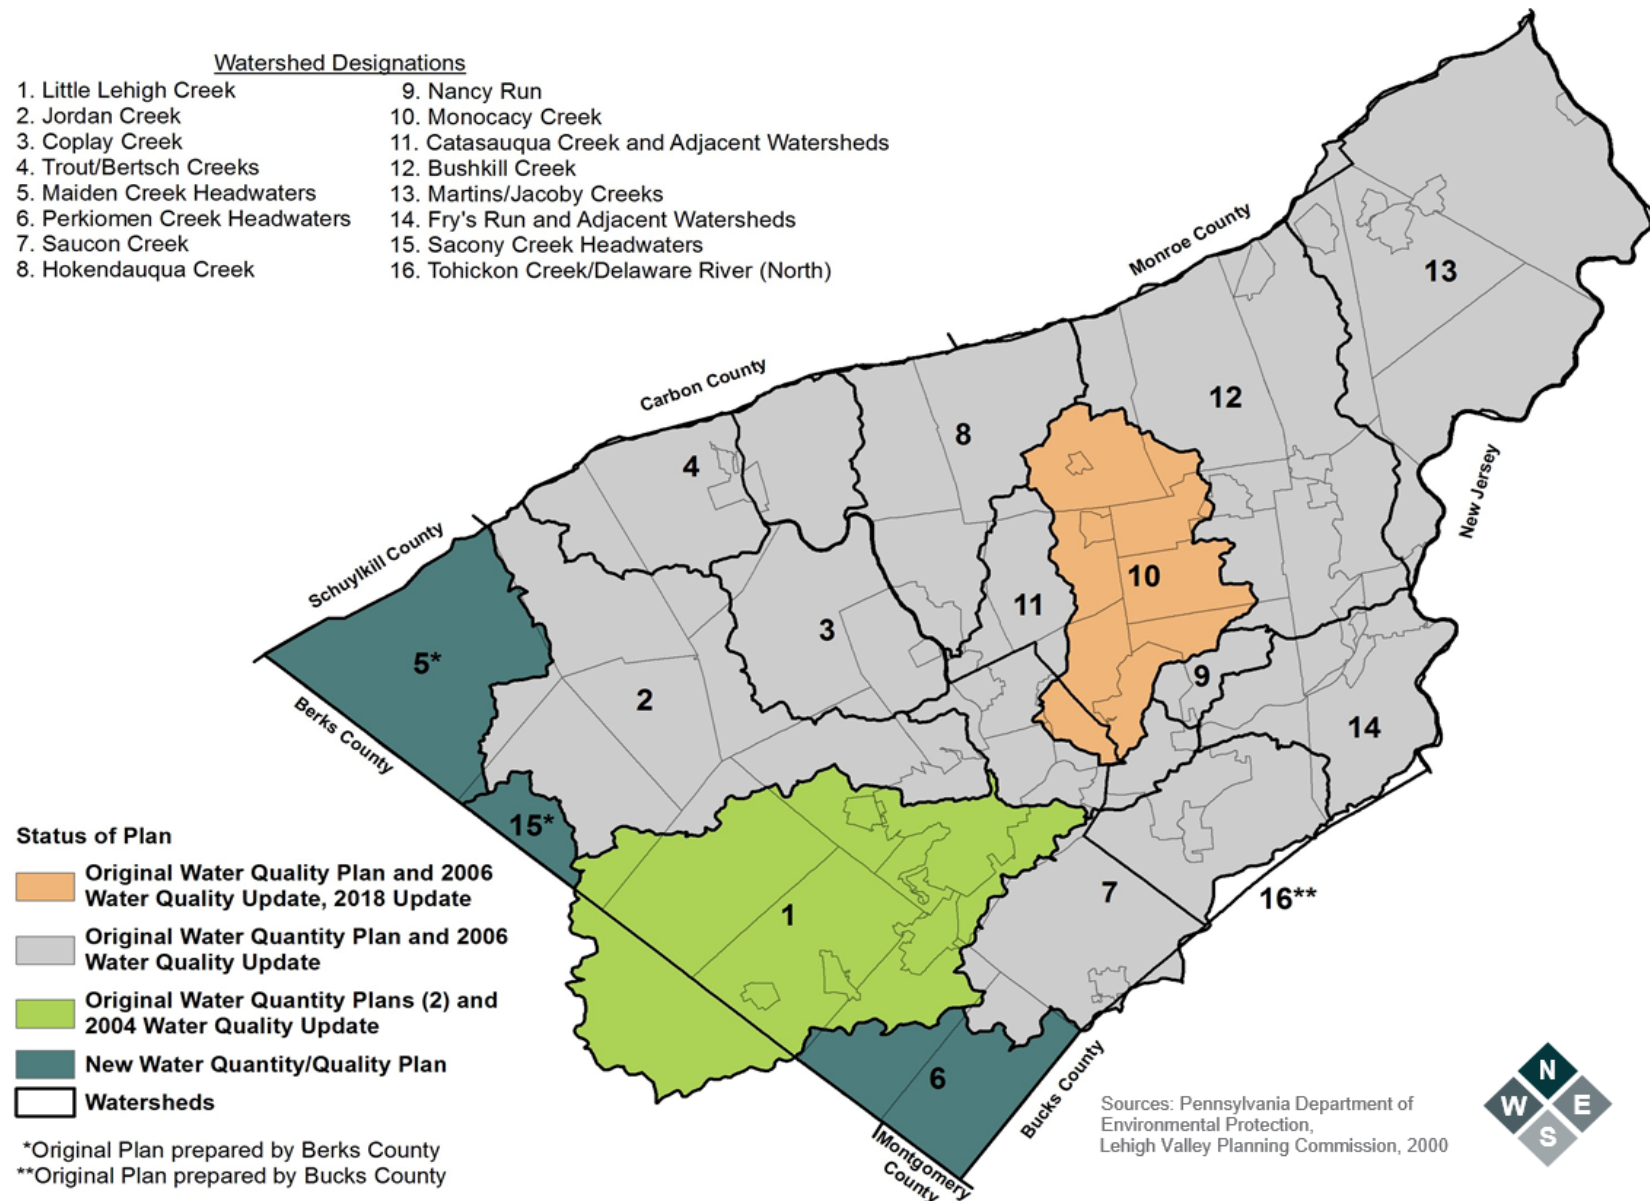 Watershed Designations
1. Little Lehigh Creek
2. Jordan Creek
3. Coplay Creek
4. Trout/Bertsch Creeks
5. Maiden Creek Headwaters
6. Perkiomen Creek Headwaters
7. Saucon Creek
8. Hokendauqua Creek
9. Nancy Run
10. Monocacy Creek
11. Catasauqua Creek and Adjacent Watersheds
12. Bushkill Creek
13. Martins/Jacoby Creeks
14. Fry's Run and Adjacent Watersheds
15. Sacony Creek Headwaters
16. Tohickon Creek/Delaware River (North)
Monroe County
13
Carbon County
12
8
4
New Jersey
Schuylkill County
10
11
3
5*
9
2
14
Berks County
15*
7
16**
1
6
Bucks County
Montgomery
County
Status of Plan
Original Water Quality Plan and 2006
Water Quality Update, 2018 Update
Original Water Quantity Plan and 2006
Water Quality Update
Original Water Quantity Plans (2) and
2004 Water Quality Update
New Water Quantity/Quality Plan
Watersheds
*Original Plan prepared by Berks County
**Original Plan prepared by Bucks County
Sources: Pennsylvania Department of
Environmental Protection,
Lehigh Valley Planning Commission, 2000
N
W E
S